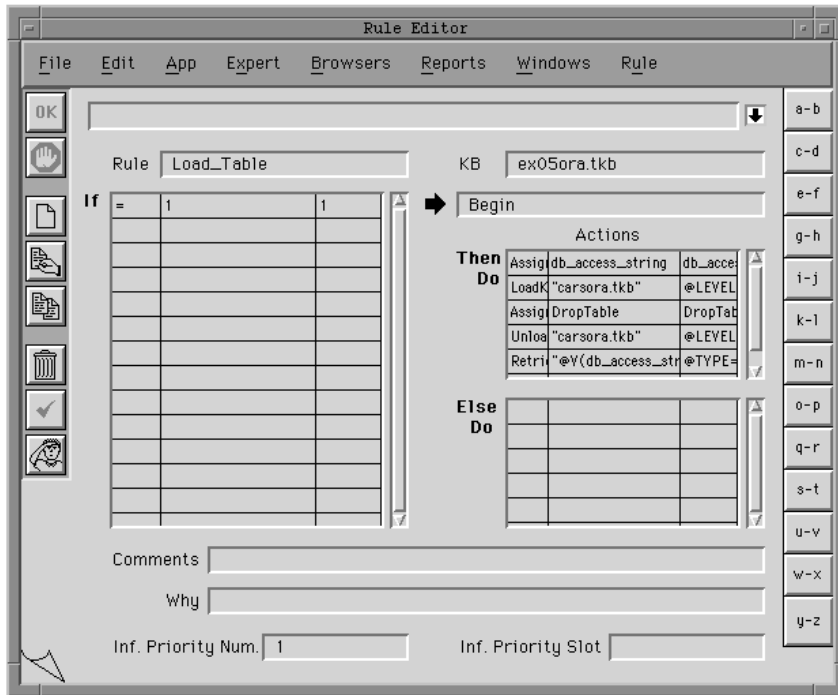 Rule Editor
File Edit App Expert Browsers Reports Windows Rule
OK
Rule Load_Table
KB ex05ora.tkb
If = 1 1
Begin
Actions
Then Do
Assig db_access_string db_acce
LoadK "carsora.tkb" @LEVEL
Assig DropTable DropTab
Unloa "carsora.tkb" @LEVEL
Retri "@V(db_access_str @TYPE=
Else Do
Comments
Why
Inf. Priority Num. 1
Inf. Priority Slot
a-b
c-d
e-f
g-h
i-j
k-l
m-n
o-p
q-r
s-t
u-v
w-x
y-z